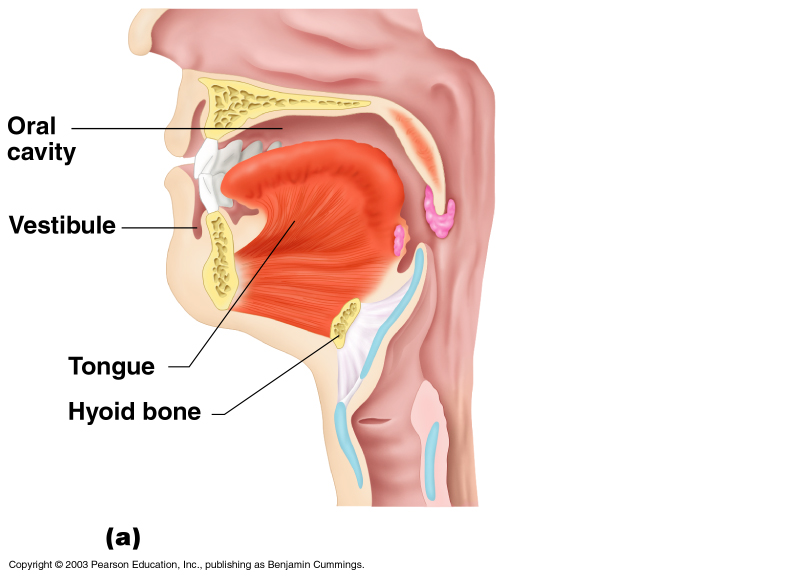 Oral
cavity
Vestibule
Tongue
Hyoid bone
(a)
Copyright © 2003 Pearson Education, Inc., publishing as Benjamin Cummings.